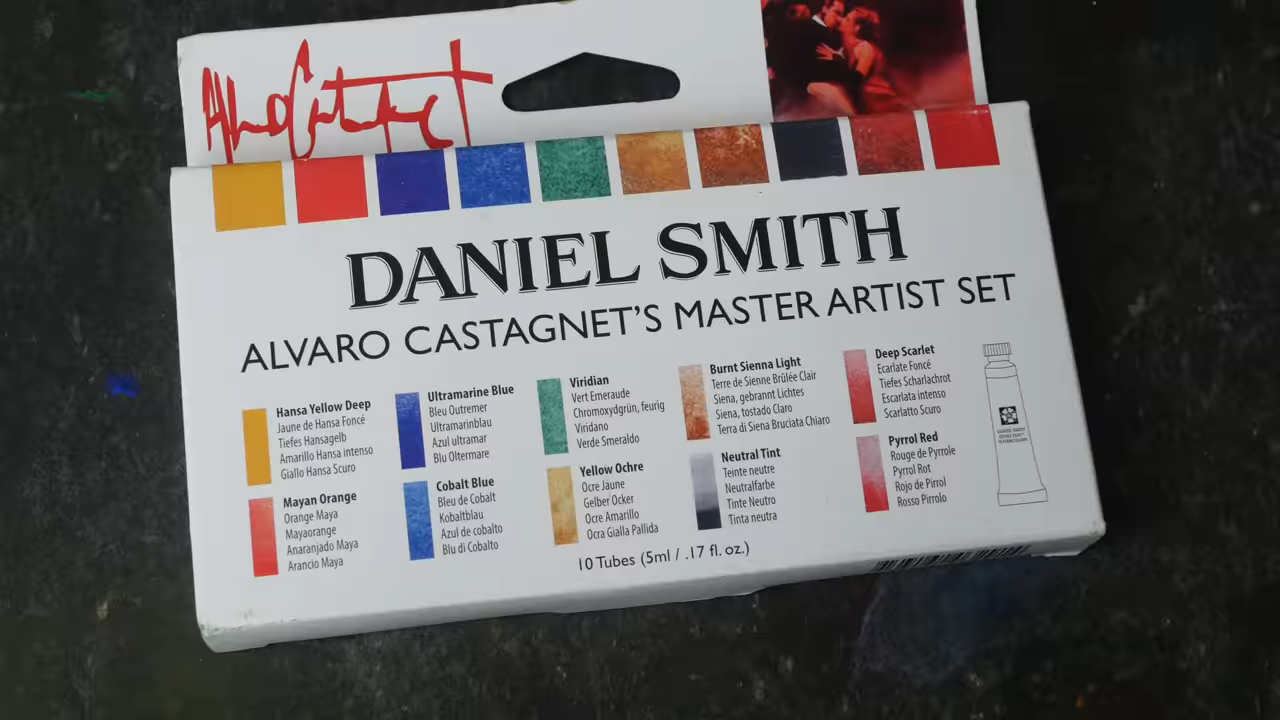 Alvaro Castagnet
DANIEL SMITH
ALVARO CASTAGNET'S MASTER ARTIST SET
Hansa Yellow Deep
Jaune de Hansa Foncé
Tiefes Hansagelb
Amarillo Hansa intenso
Giallo Hansa Scuro
Mayan Orange
Orange Maya
Mayaorange
Anaranjado Maya
Arancio Maya
Ultramarine Blue
Bleu Outremer
Ultramarinblau
Azul ultramar
Blu Oltermare
Cobalt Blue
Bleu de Cobalt
Kobaltblau
Azul de cobalto
Blu di Cobalto
Viridian
Vert Emeraude
Chromoxydgrün, feurig
Viridano
Verde Smeraldo
Yellow Ochre
Ocre Jaune
Gelber Ocker
Ocre Amarillo
Ocra Gialla Pallida
Burnt Sienna Light
Terre de Sienne Brûlée Clair
Siena, gebrannt Lichtes
Siena, tostado Claro
Terra di Siena Bruciata Chiaro
Neutral Tint
Teinte neutre
Neutralfarbe
Tinte Neutro
Tinta neutra
Deep Scarlet
Ecarlate Foncé
Tiefes Scharlachrot
Escarlata intenso
Scarlatto Scuro
Pyrrol Red
Rouge de Pyrrole
Pyrrol Rot
Rojo de Pirrol
Rosso Pirrolo
10 Tubes (5ml / .17 fl. oz.)